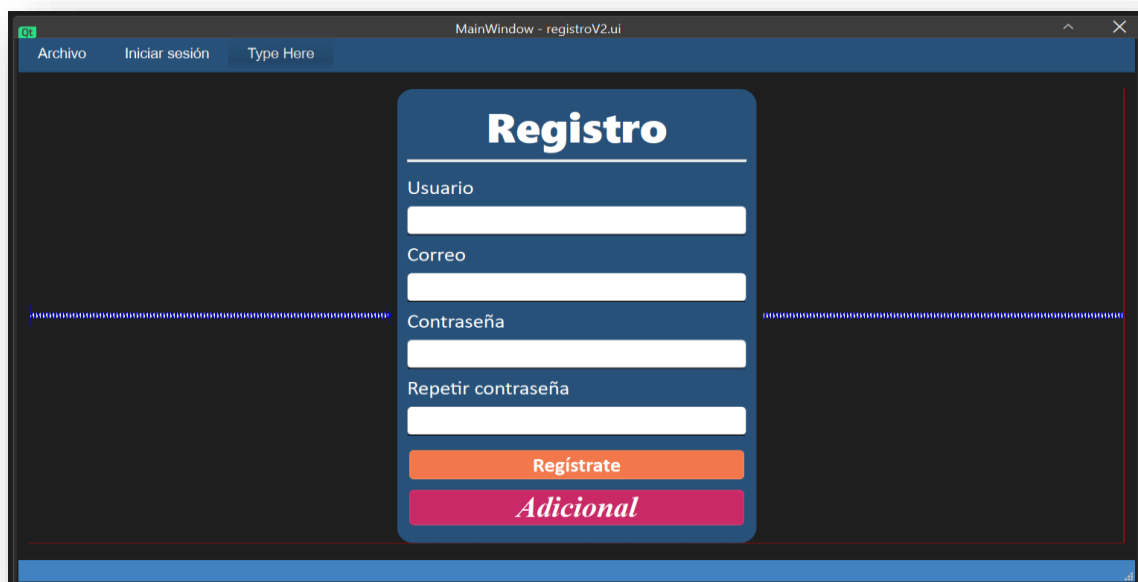 Qt
MainWindow - registroV2.ui
Archivo Iniciar sesión Type Here
Registro
Usuario
Correo
Contraseña
Repetir contraseña
Regístrate
Adicional